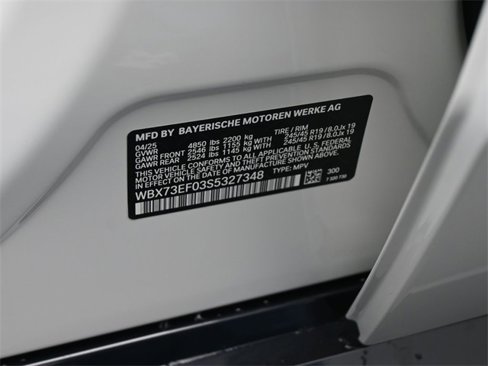 MFD BY BAYERISCHE MOTOREN WERKE AG
04/25 TIRE / RIM
GVWR 4850 lbs 2200 kg
GAWR FRONT 2546 lbs 1155 kg WITH 245/45 R19 / 8.0Jx 19
GAWR REAR 2524 lbs 1145 kg WITH 245/45 R19 / 8.0Jx 19
THIS VEHICLE CONFORMS TO ALL APPLICABLE U.S. FEDERAL
MOTOR VEHICLE SAFETY, BUMPER, AND THEFT PREVENTION
STANDARDS IN EFFECT ON THE DATE OF MANUFACTURE SHOWN ABOVE.
WBX73EF03S5327348 TYPE: MPV
300